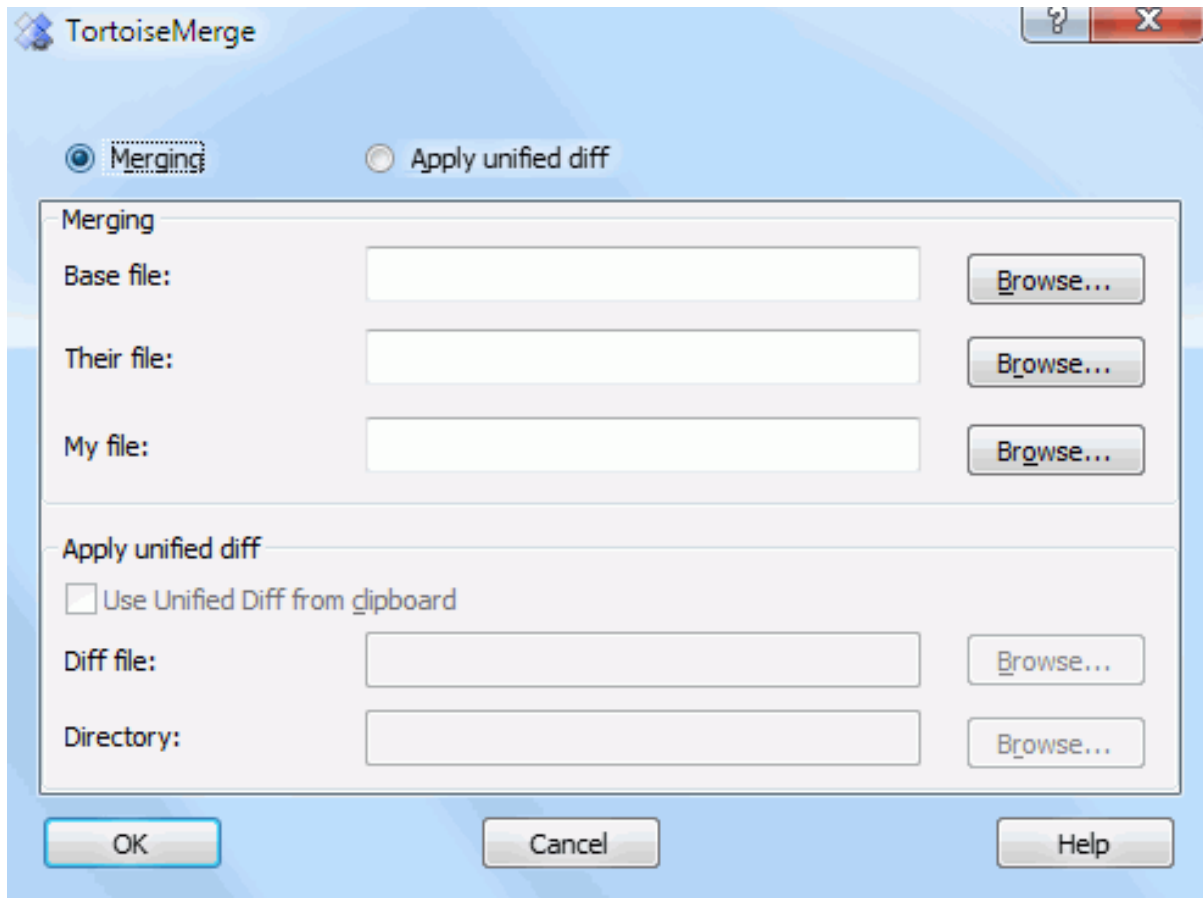 TortoiseMerge
?
Merging Apply unified diff
Merging
Base file: Browse...
Their file: Browse...
My file: Browse...
Apply unified diff
Use Unified Diff from clipboard
Diff file: Browse...
Directory: Browse...
OK Cancel Help